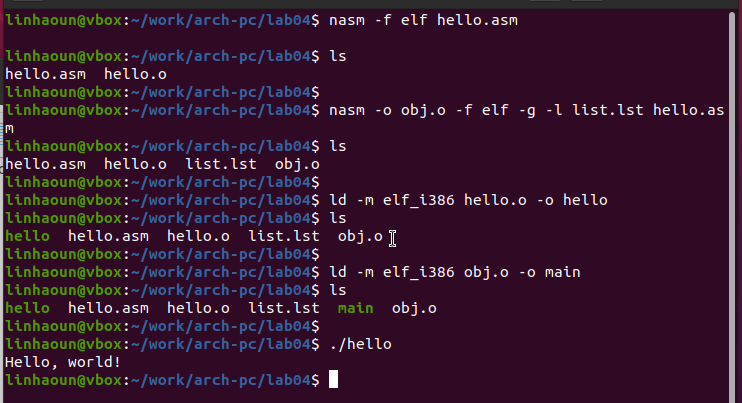 linhaoun@vbox:~/work/arch-pc/lab04$ nasm -f elf hello.asm
linhaoun@vbox:~/work/arch-pc/lab04$ ls
hello.asm  hello.o
linhaoun@vbox:~/work/arch-pc/lab04$
linhaoun@vbox:~/work/arch-pc/lab04$ nasm -o obj.o -f elf -g -l list.lst hello.as
m
linhaoun@vbox:~/work/arch-pc/lab04$ ls
hello.asm  hello.o  list.lst  obj.o
linhaoun@vbox:~/work/arch-pc/lab04$
linhaoun@vbox:~/work/arch-pc/lab04$ ld -m elf_i386 hello.o -o hello
linhaoun@vbox:~/work/arch-pc/lab04$ ls
hello  hello.asm  hello.o  list.lst  obj.o
linhaoun@vbox:~/work/arch-pc/lab04$
linhaoun@vbox:~/work/arch-pc/lab04$ ld -m elf_i386 obj.o -o main
linhaoun@vbox:~/work/arch-pc/lab04$ ls
hello  hello.asm  hello.o  list.lst  main  obj.o
linhaoun@vbox:~/work/arch-pc/lab04$
linhaoun@vbox:~/work/arch-pc/lab04$ ./hello
Hello, world!
linhaoun@vbox:~/work/arch-pc/lab04$